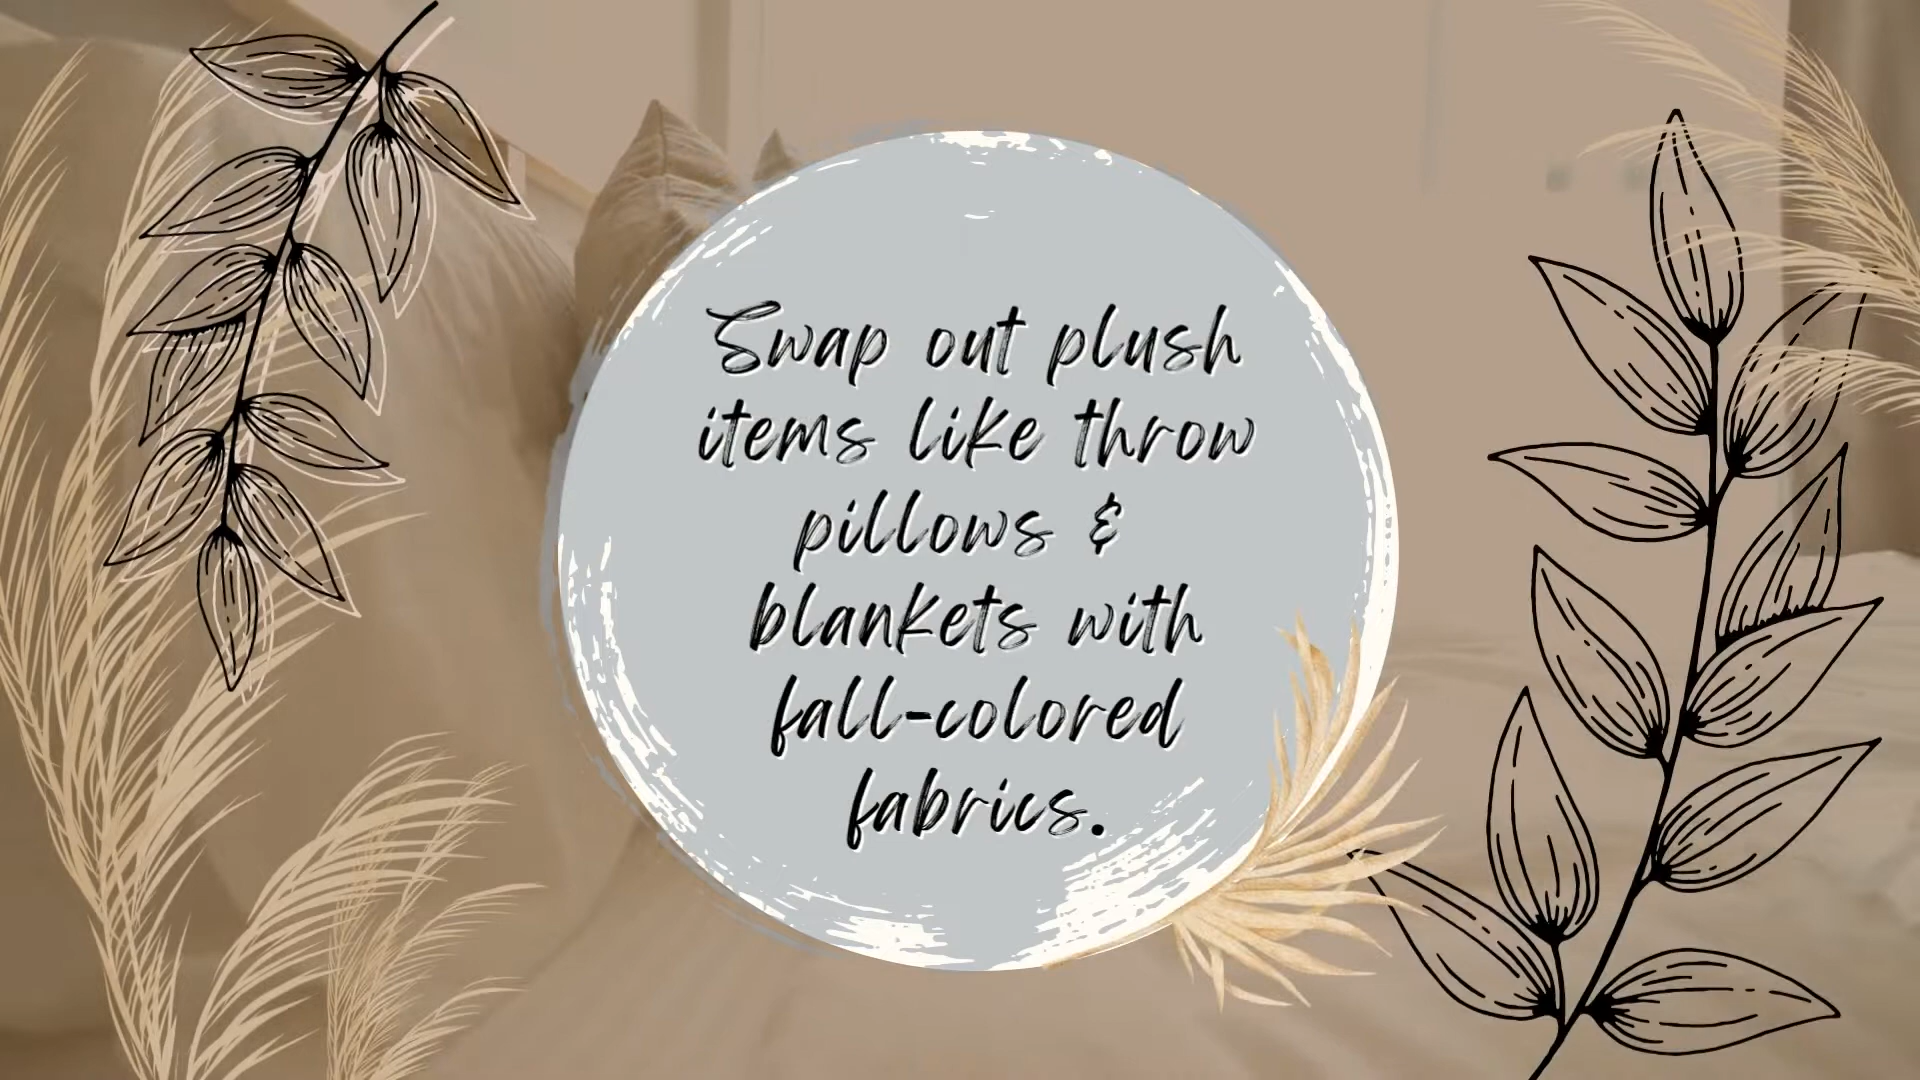 Swap out plush
items like throw
pillows &
blankets with
fall-colored
fabrics.